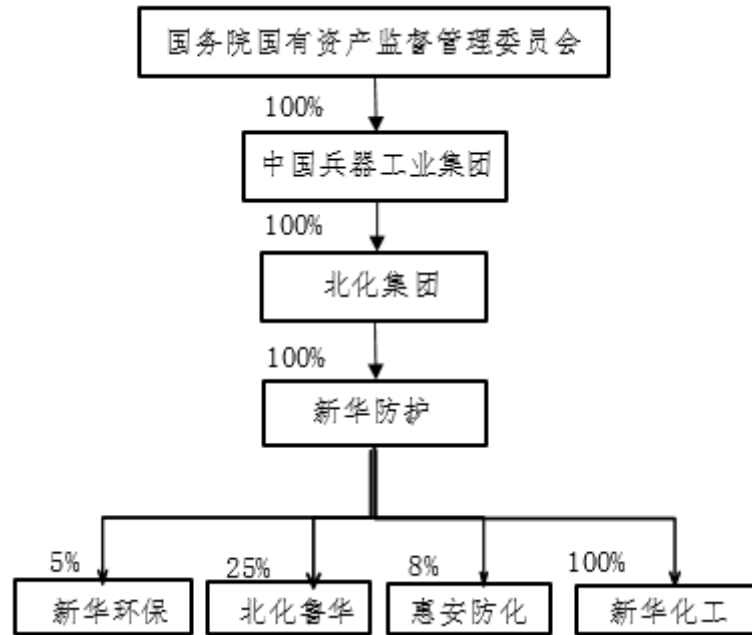 国务院国有资产监督管理委员会
100%
中国兵器工业集团
100%
北化集团
100%
新华防护
5%
25%
8%
100%
新华环保
北化鲁华
惠安防化
新华化工